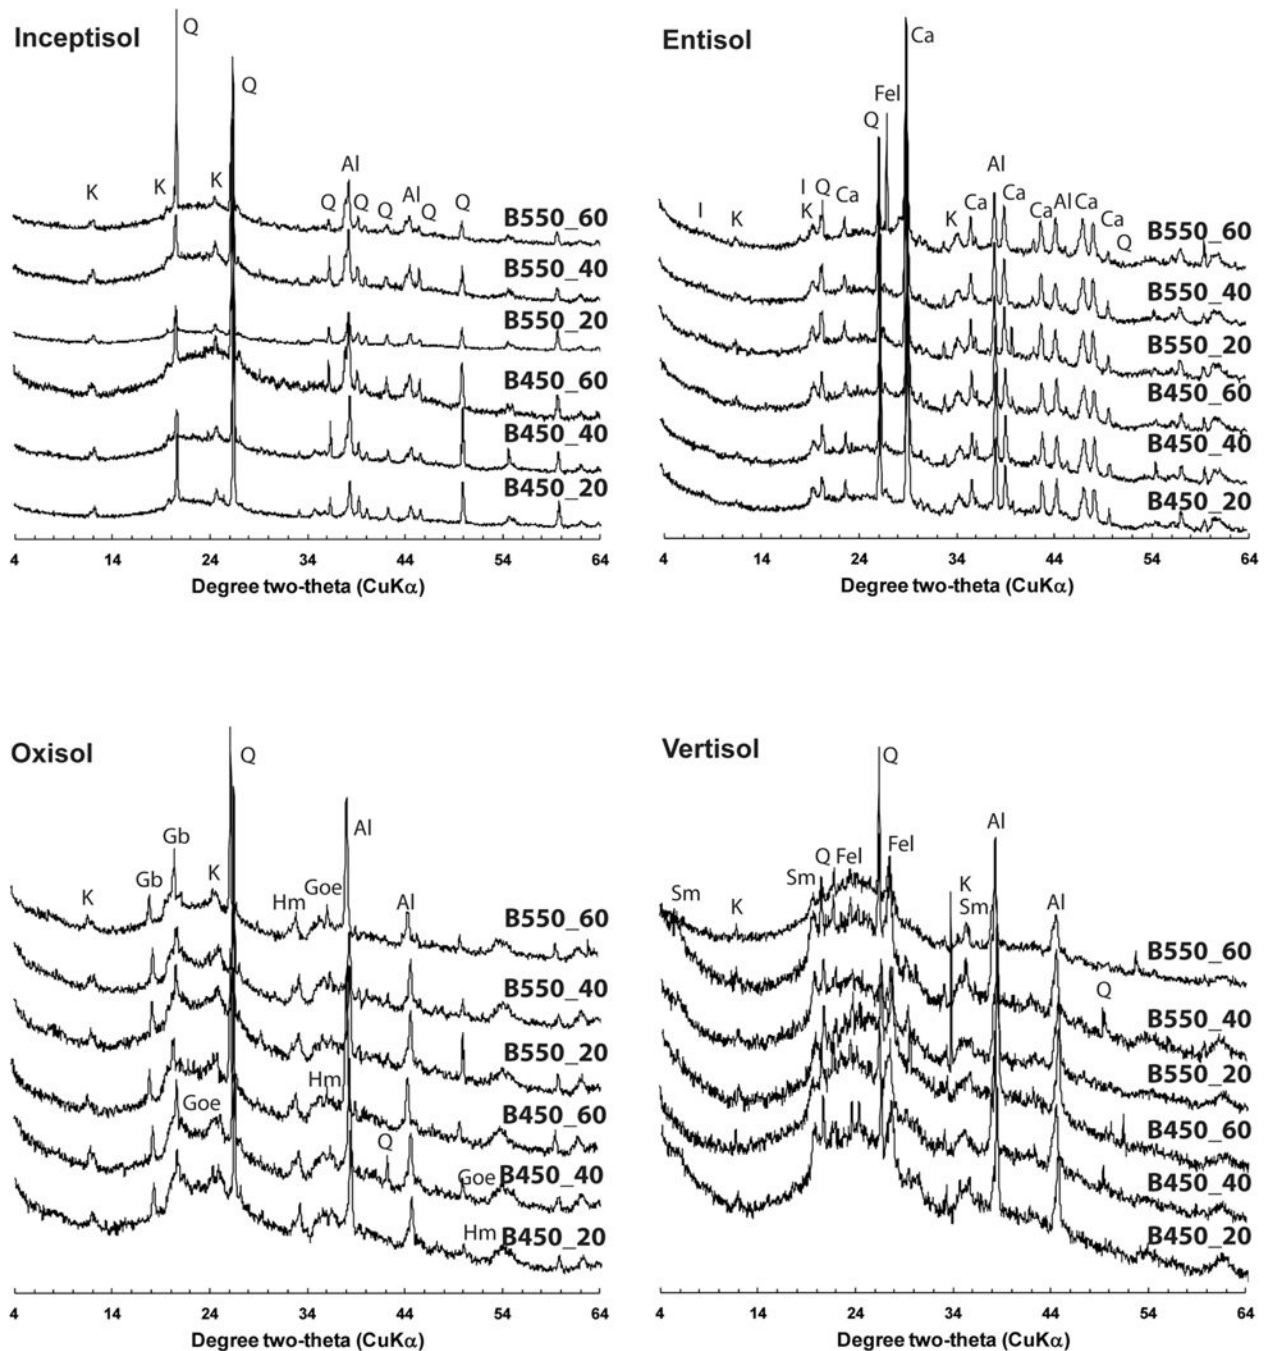 Inceptisol
Q
Q
K
K
K
Al
Q
Q
Q
Al
Q
Q
B550_60
B550_40
B550_20
B450_60
B450_40
B450_20
4 14 24 34 44 54 64
Degree two-theta (CuKα)
Entisol
Ca
Fel
Q
I
K
I
K
Q
Ca
Al
K
Ca
Ca
Ca
Al
Ca
Ca
Q
B550_60
B550_40
B550_20
B450_60
B450_40
B450_20
4 14 24 34 44 54 64
Degree two-theta (CuKα)
Oxisol
Q
Al
Gb
K
Gb
K
Hm
Goe
Al
B550_60
B550_40
B550_20
Hm
B450_60
Goe
Q
Goe
B450_40
Hm
B450_20
4 14 24 34 44 54 64
Degree two-theta (CuKα)
Vertisol
Q
Al
Sm
K
Sm
Q
Fel
Fel
K
Sm
Al
B550_60
Q
B550_40
B550_20
B450_60
B450_40
B450_20
4 14 24 34 44 54 64
Degree two-theta (CuKα)